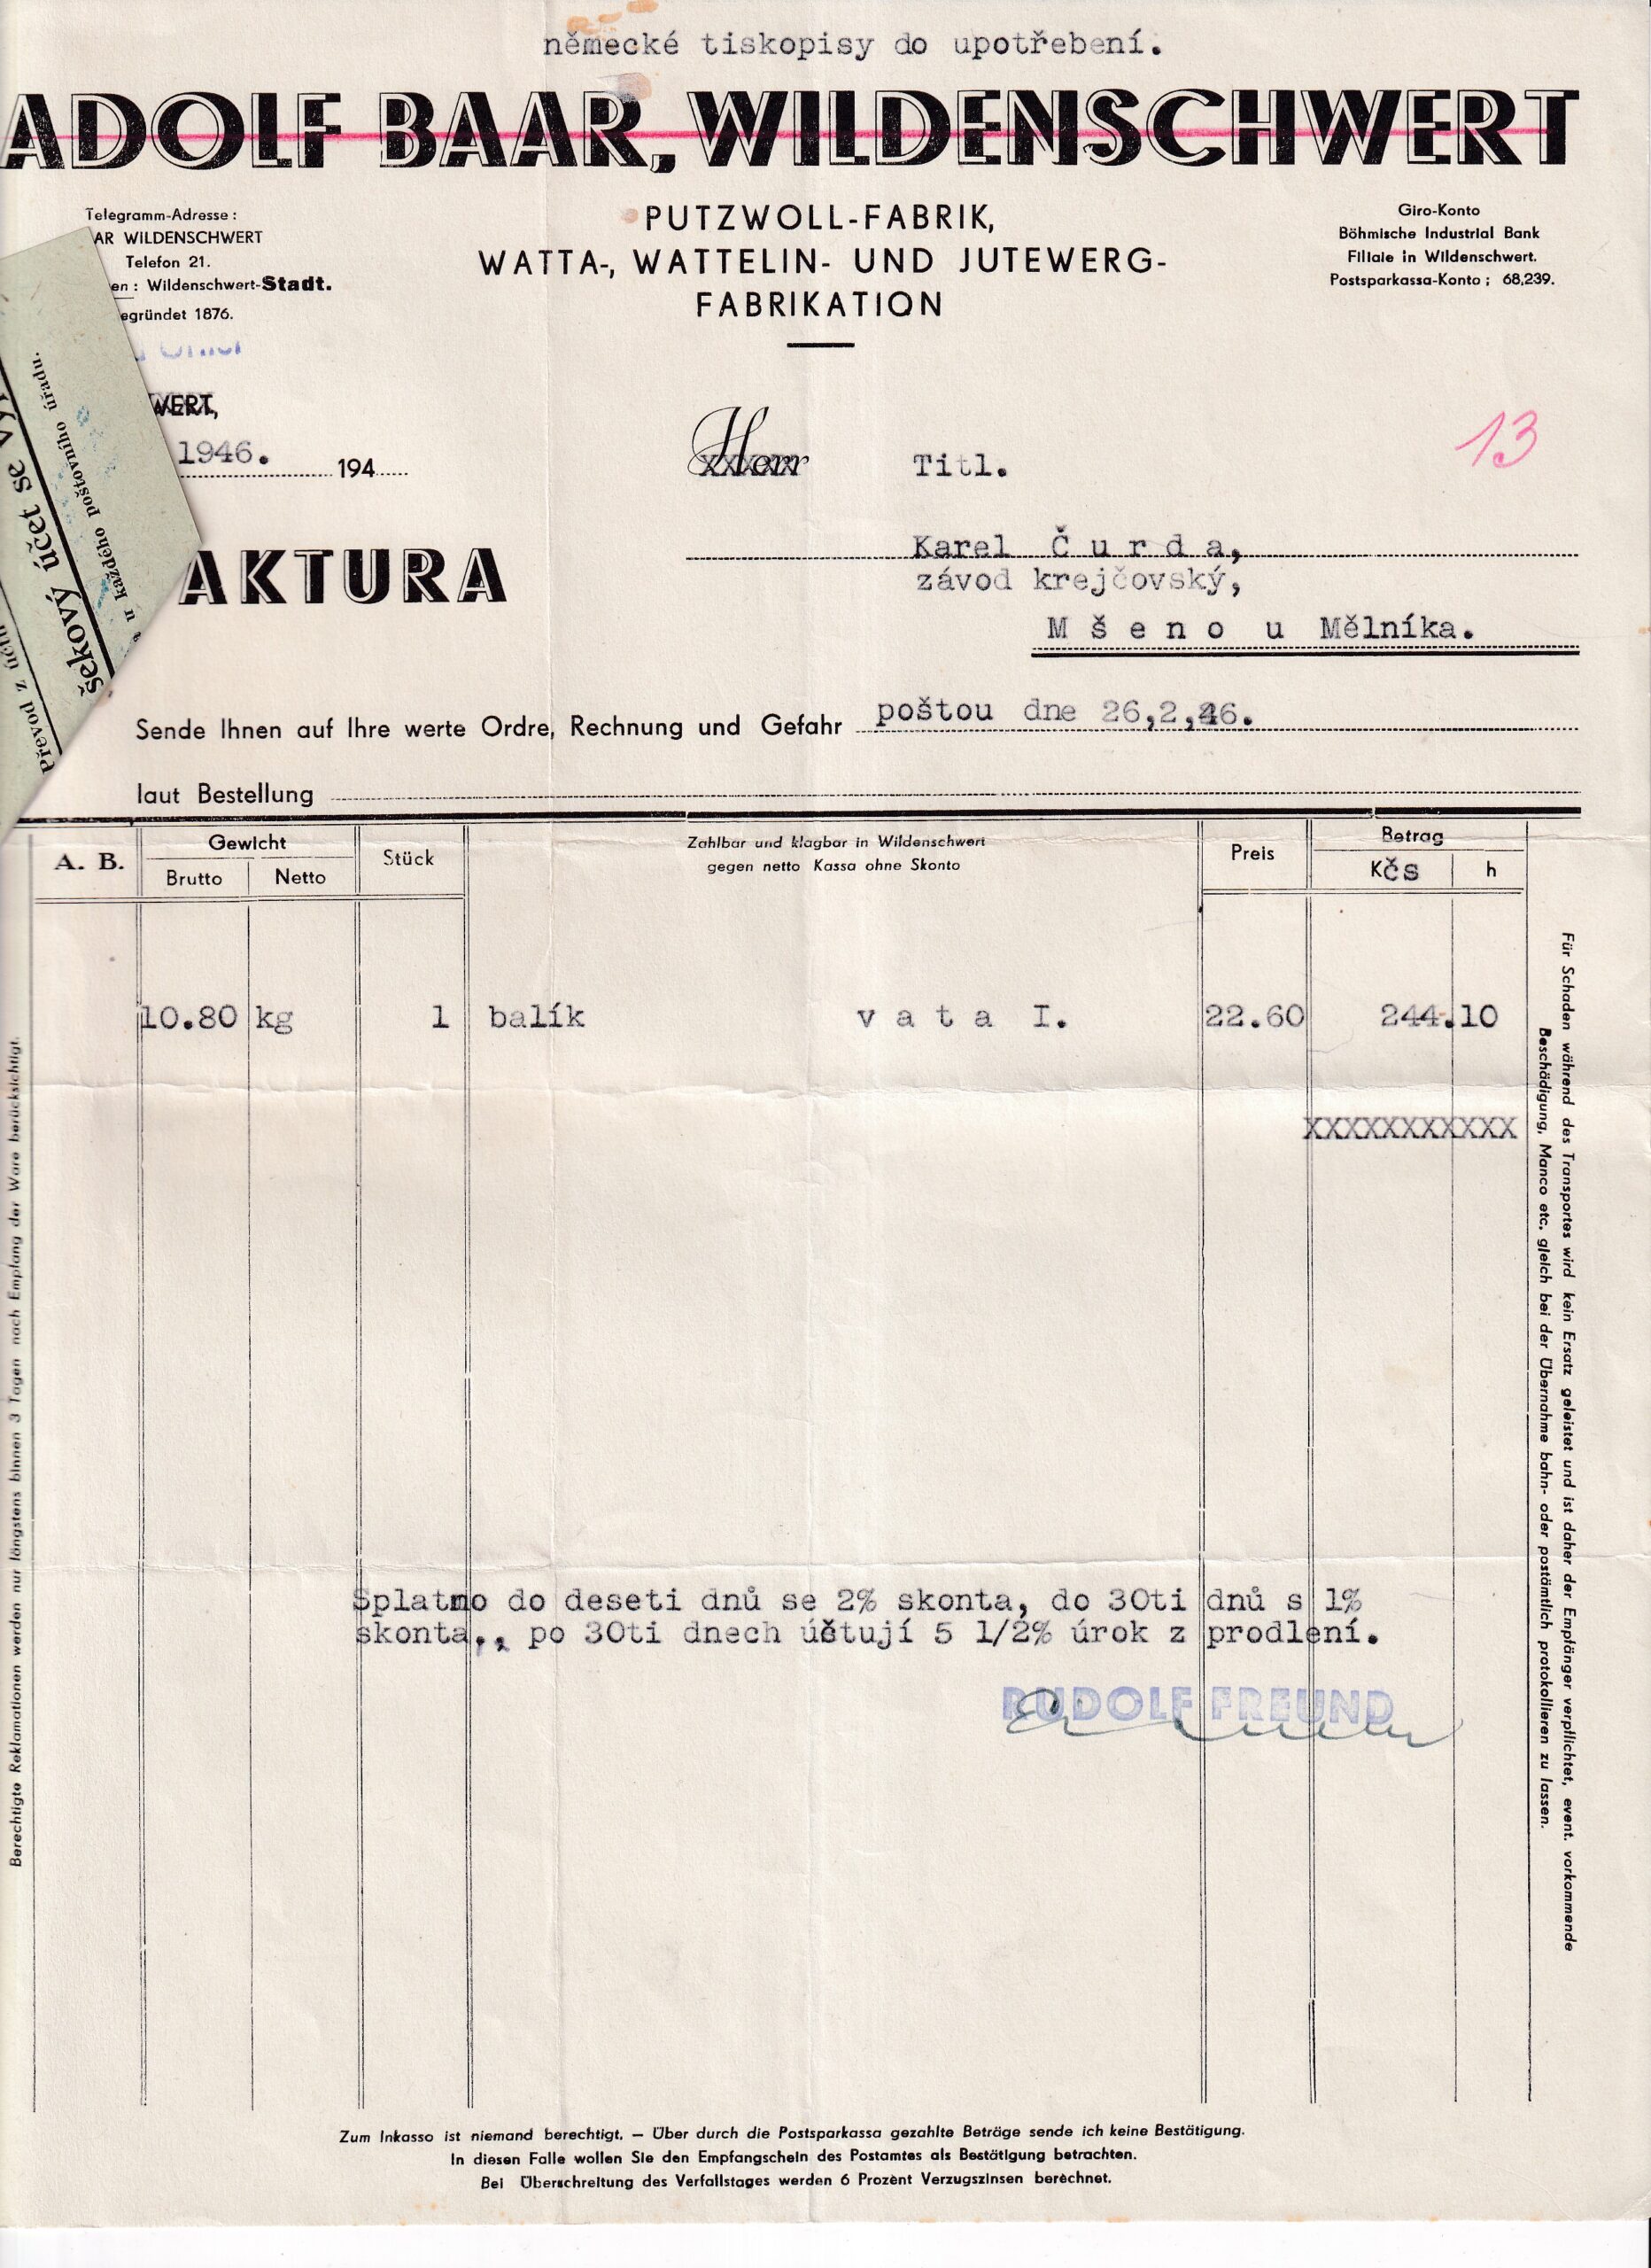 německé tiskopisy do upotřebení.
ADOLF BAAR, WILDENSCHWERT
Telegramm-Adresse:
AR WILDENSCHWERT
Telefon 21.
en: Wildenschwert-Stadt.
egründet 1876.
PUTZWOLL-FABRIK,
WATTA-, WATTELIN- UND JUTEWERG-
FABRIKATION
Giro-Konto
Böhmische Industrial Bank
Filiale in Wildenschwert.
Postsparkassa-Konto; 68,239.
WERT,
1946. 194
Herr Titl.
13
Karel Čurda,
závod krejčovský,
Mšeno u Mělníka.
AKTURA
Převod z
šekový účet se
u každého poštovního úřadu.
Sende Ihnen auf Ihre werte Ordre, Rechnung und Gefahr poštou dne 26,2,46.
laut Bestellung
A. B.
Gewicht
Brutto Netto
Stück
Zahlbar und klagbar in Wildenschwert
gegen netto Kassa ohne Skonto
Preis
Betrag
Kčs h
10.80 kg 1 balík vata I. 22.60 244.10
XXXXXXXXXXX
Splatno do deseti dnů se 2% skonta, do 30ti dnů s 1%
skonta,, po 30ti dnech účtují 5 1/2% úrok z prodlení.
RUDOLF FREUND
Berechtigte Reklamationen werden nur längstens binnen 3 Tagen nach Empfang der Ware berücksichtigt.
Für Schaden während des Transportes wird kein Ersatz geleistet und ist daher der Empfänger verpflichtet, event. vorkommende
Beschädigung, Manco etc. gleich bei der Übernahme bahn- oder postämtlich protokollieren zu lassen.
Zum Inkasso ist niemand berechtigt. — Über durch die Postsparkassa gezahlte Beträge sende ich keine Bestätigung.
In diesen Falle wollen Sie den Empfangschein des Postamtes als Bestätigung betrachten.
Bei Überschreitung des Verfallstages werden 6 Prozent Verzugszinsen berechnet.